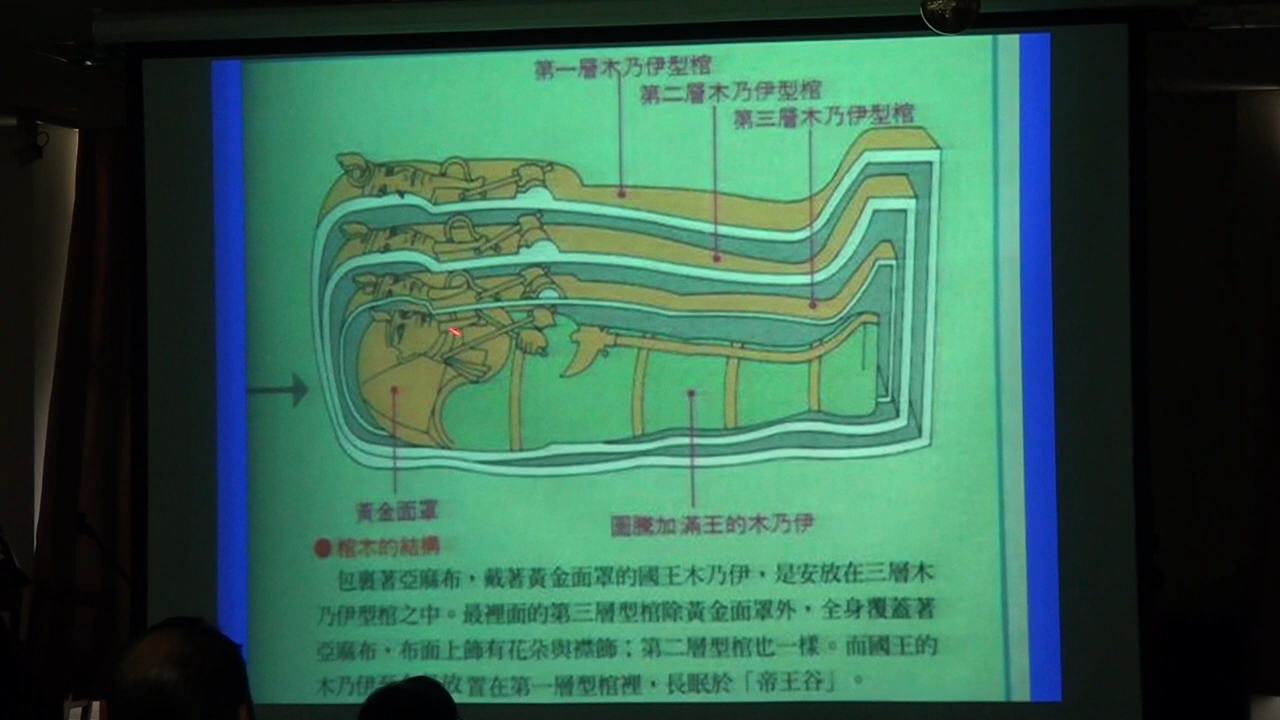 第一層木乃伊型棺
第二層木乃伊型棺
第三層木乃伊型棺
黃金面罩
圖騰加滿王的木乃伊
●棺木的結構
包裹著亞麻布，戴著黃金面罩的國王木乃伊，是安放在三層木
乃伊型棺之中。最裡面的第三層型棺除黃金面罩外，全身覆蓋著
亞麻布，布面上飾有花朵與襟飾；第二層型棺也一樣。而國王的
木乃伊 放置在第一層型棺裡，長眠於「帝王谷」。